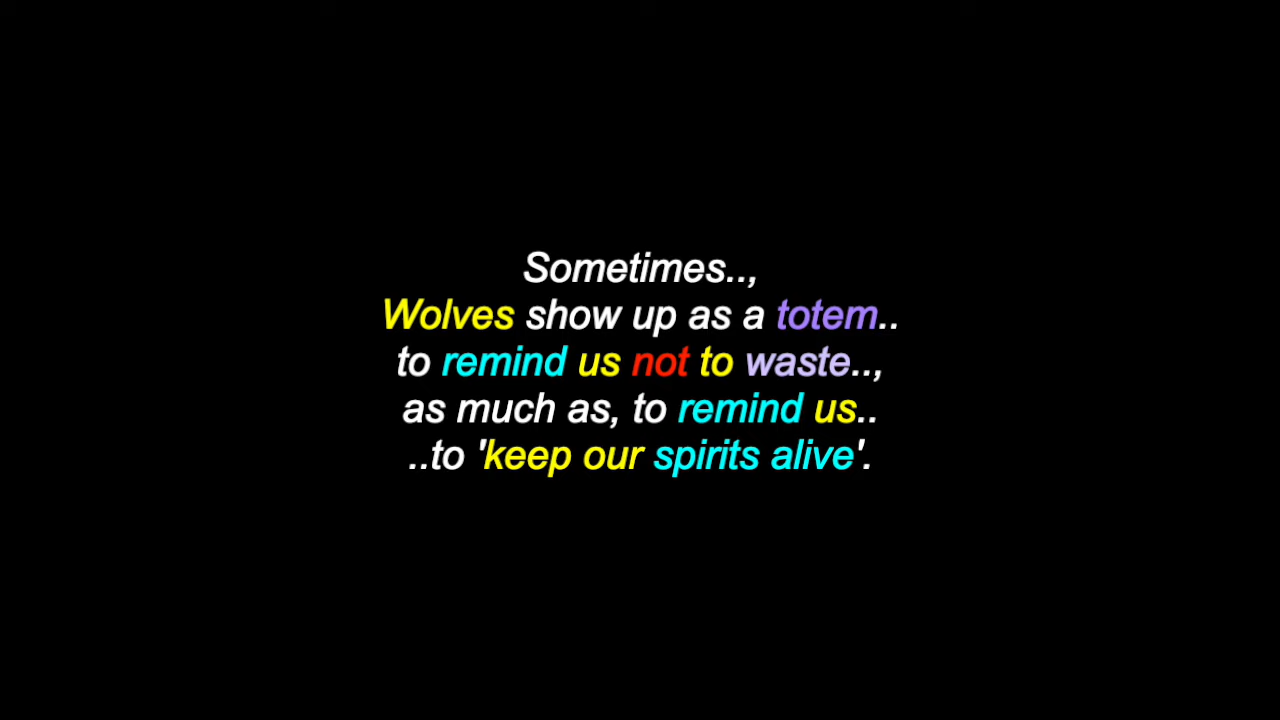 Sometimes..,
Wolves show up as a totem..
to remind us not to waste..,
as much as, to remind us..
..to 'keep our spirits alive'.